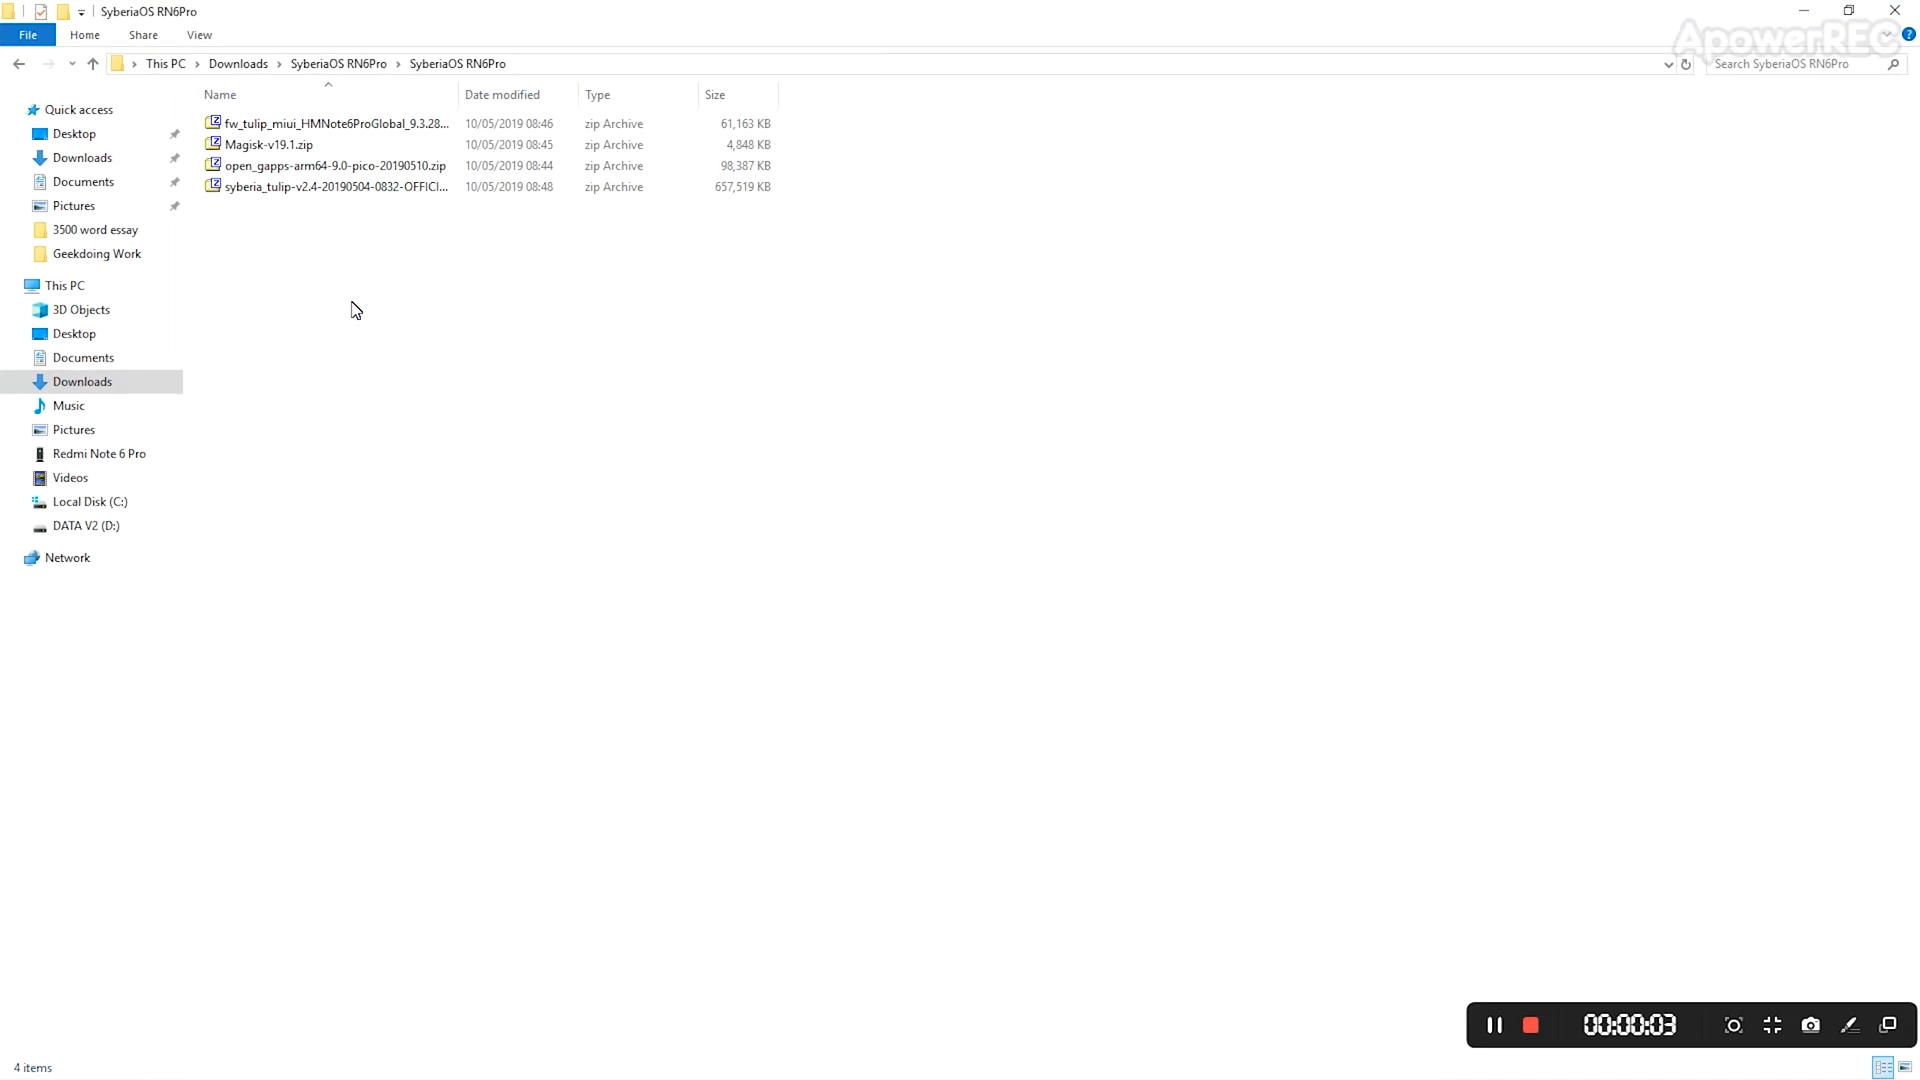 SyberiaOS RN6Pro
File Home Share View
ApowerREC
This PC > Downloads > SyberiaOS RN6Pro > SyberiaOS RN6Pro
Search SyberiaOS RN6Pro
Name Date modified Type Size
fw_tulip_miui_HMNote6ProGlobal_9.3.28... 10/05/2019 08:46 zip Archive 61,163 KB
Magisk-v19.1.zip 10/05/2019 08:45 zip Archive 4,848 KB
open_gapps-arm64-9.0-pico-20190510.zip 10/05/2019 08:44 zip Archive 98,387 KB
syberia_tulip-v2.4-20190504-0832-OFFICI... 10/05/2019 08:48 zip Archive 657,519 KB
Quick access
Desktop
Downloads
Documents
Pictures
3500 word essay
Geekdoing Work
This PC
3D Objects
Desktop
Documents
Downloads
Music
Pictures
Redmi Note 6 Pro
Videos
Local Disk (C:)
DATA V2 (D:)
Network
00:00:03
4 items